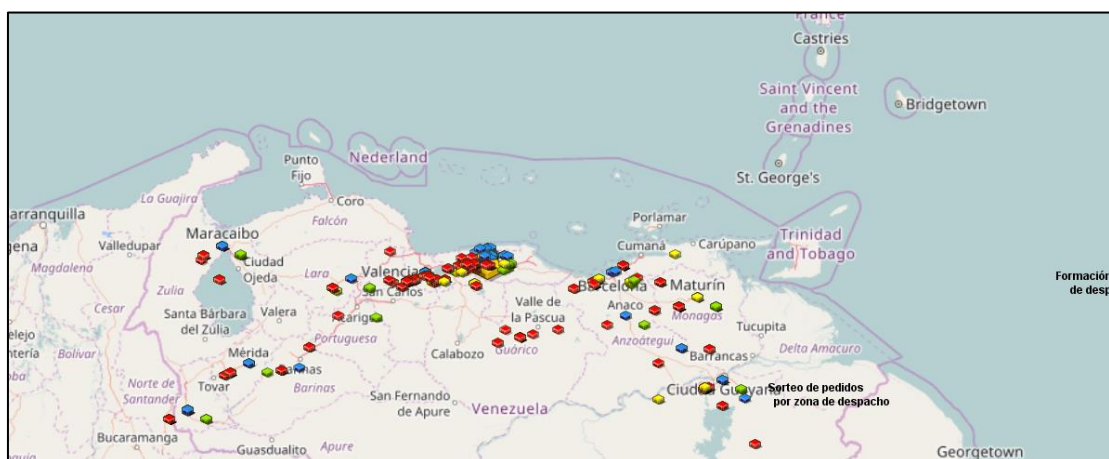 France
Castries
Saint Vincent
and the
Grenadines
Bridgetown
Nederland
St. George's
Punto
Fijo
La Guajira
Coro
Porlamar
arranquilla
Falcón
Cumaná
Carúpano
Trinidad
and Tobago
Maracaibo
Valledupar
Ciudad
Ojeda
Magdalena
Lara
Valencia
Barcelona
Maturín
Formación
de desp
San Carlos
Zulia
Cesar
Anaco
Monagas
Santa Bárbara
del Zulia
Valera
Valle de
la Pascua
Portuguesa
Tucupita
Bolívar
Mérida
Calabozo
Guárico
Anzoátegui
Barrancas
Delta Amacuro
Tovar
Barinas
Norte de
Santander
San Fernando
de Apure
Venezuela
Ciudad Guayana
Sorteo de pedidos
por zona de despacho
Bucaramanga
Guasdualito
Apure
Georgetown